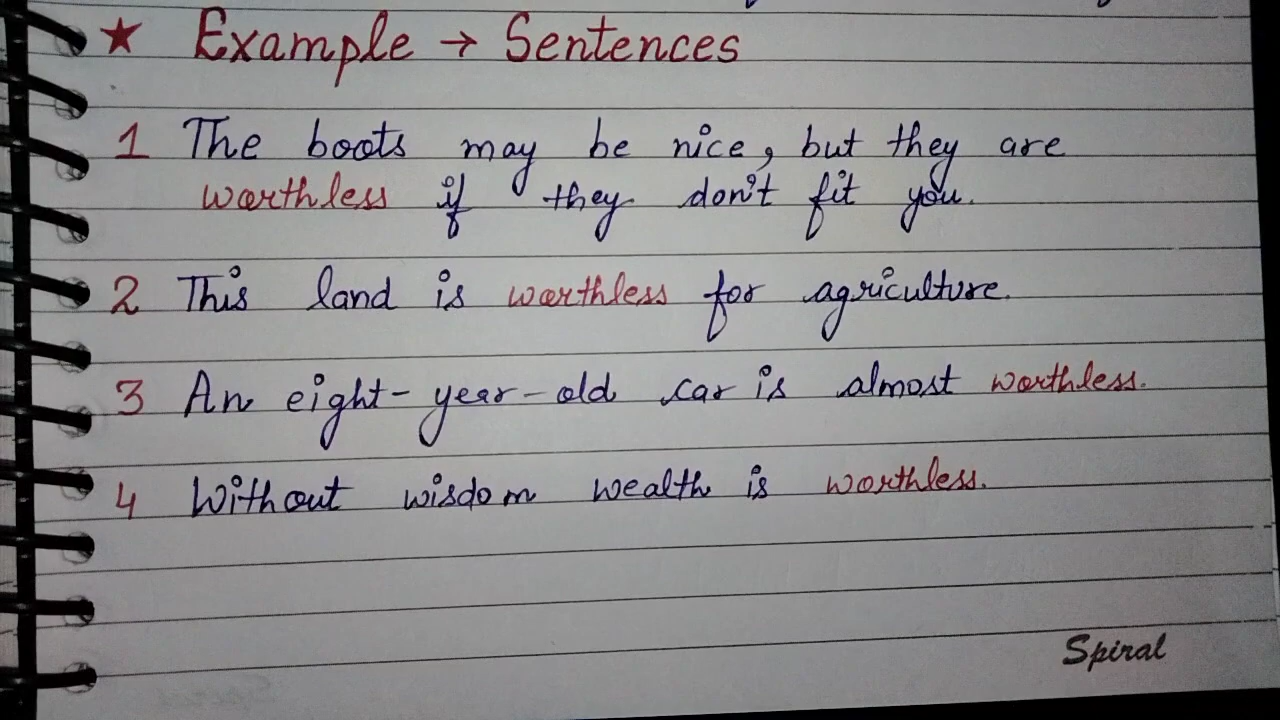 ★ Example → Sentences
1 The boots may be nice, but they are
worthless if they don't fit you.
2 This land is worthless for agriculture.
3 An eight-year-old car is almost worthless.
4 Without wisdom wealth is worthless.
Spiral